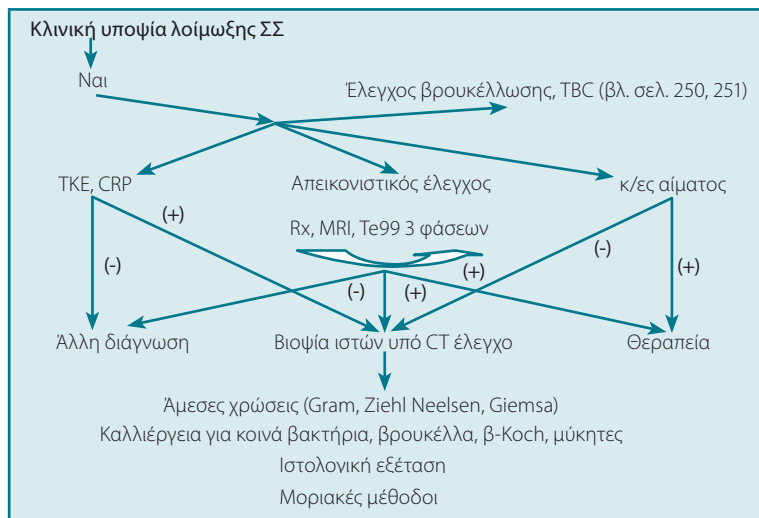 Κλινική υποψία λοίμωξης ΣΣ
Ναι
Έλεγχος βρουκέλλωσης, TBC (βλ. σελ. 250, 251)
ΤΚΕ, CRP
Απεικονιστικός έλεγχος
κ/ες αίματος
(+)
Rx, MRI, Te99 3 φάσεων
(-)
(-)
(+)
(+)
(-)
(+)
Άλλη διάγνωση
Βιοψία ιστών υπό CT έλεγχο
Θεραπεία
Άμεσες χρώσεις (Gram, Ziehl Neelsen, Giemsa)
Καλλιέργεια για κοινά βακτήρια, βρουκέλλα, β-Koch, μύκητες
Ιστολογική εξέταση
Μοριακές μέθοδοι